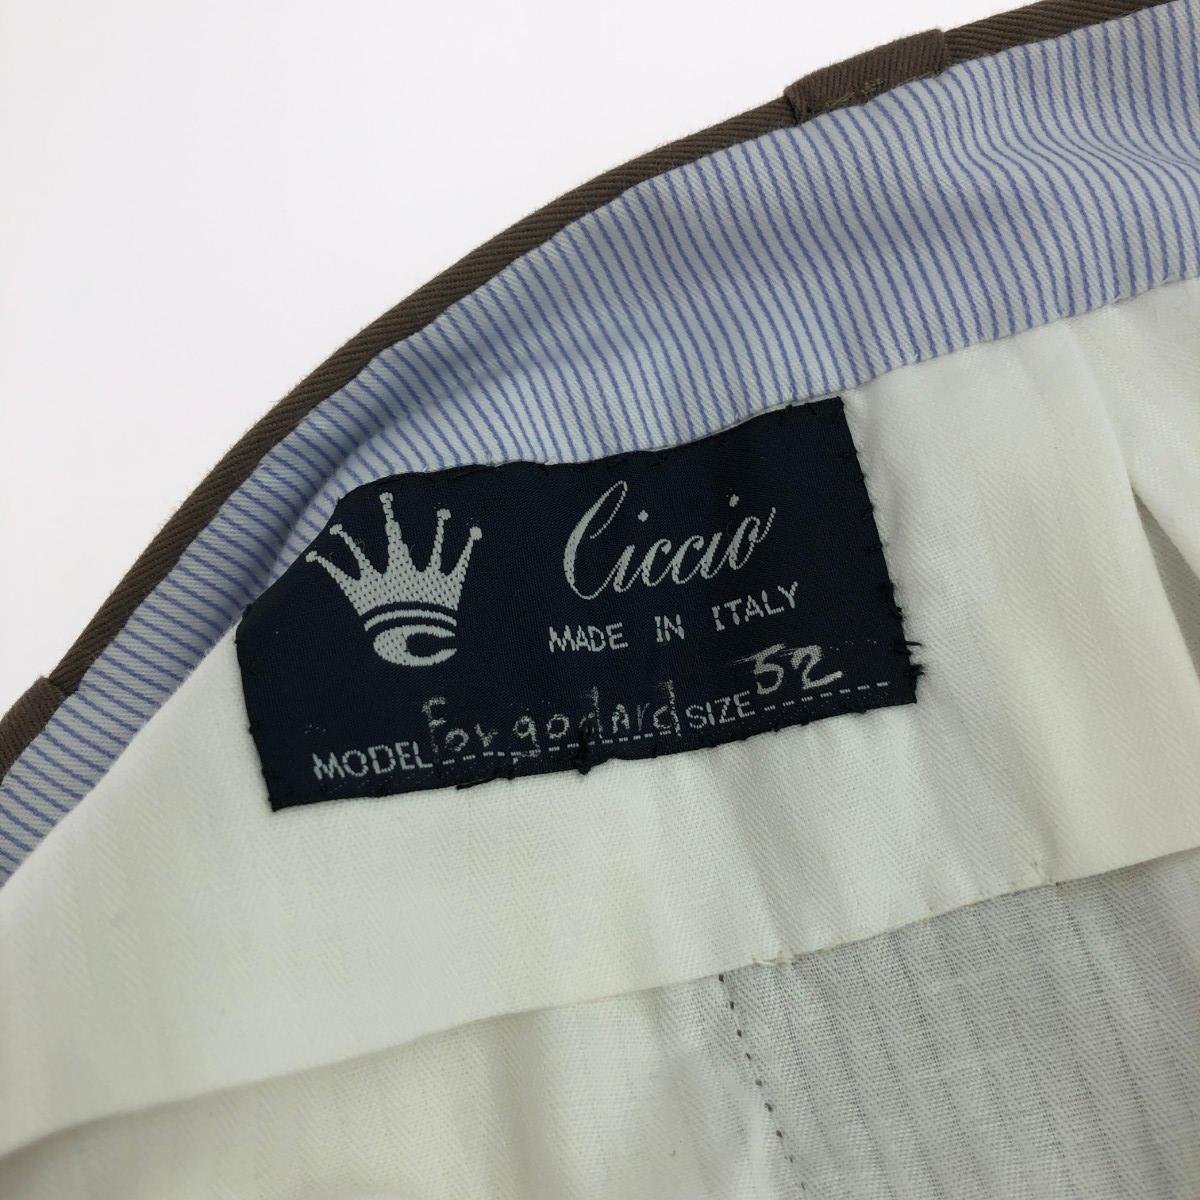 Ciccio
MADE IN ITALY
MODEL For godard SIZE 52